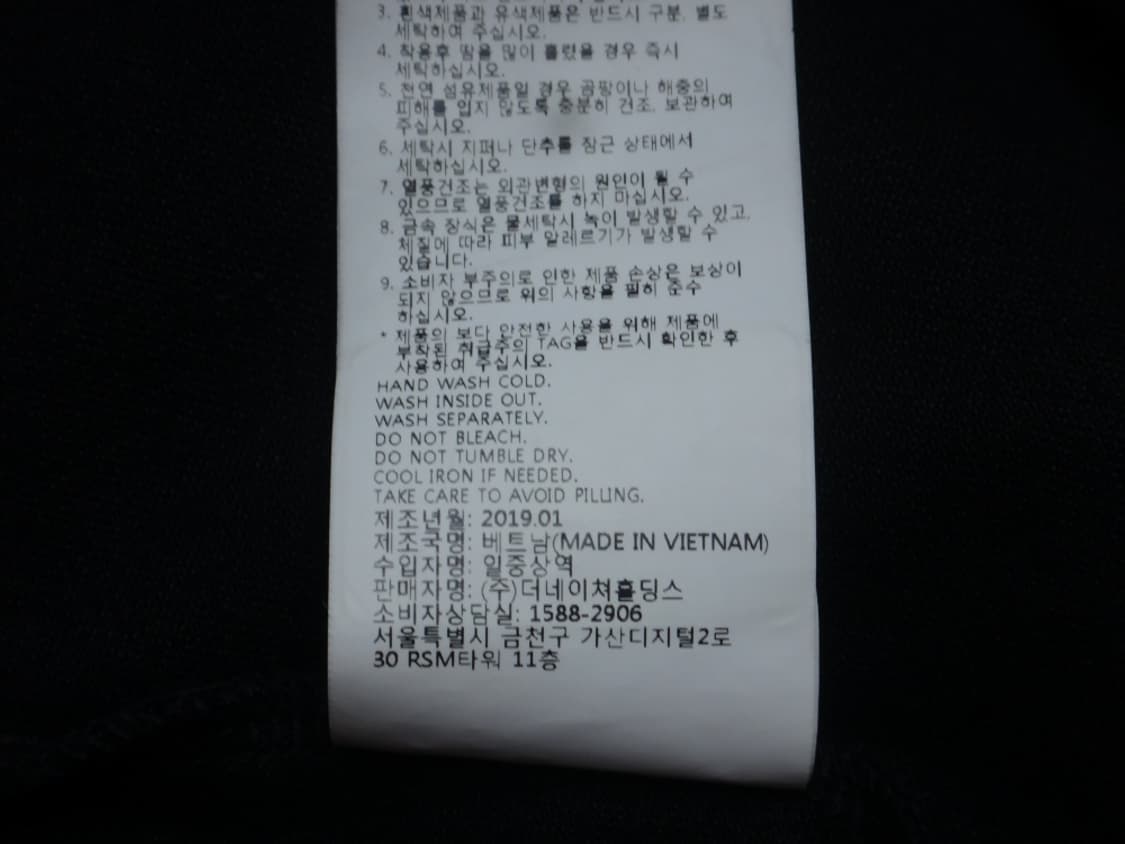 3. 흰색제품과 유색제품은 반드시 구분, 별도
세탁하여 주십시오.
4. 착용후 땀을 많이 흘렸을 경우 즉시
세탁하십시오.
5. 천연 섬유제품일 경우 곰팡이나 해충의
피해를 입지 않도록 충분히 건조, 보관하여
주십시오.
6. 세탁시 지퍼나 단추를 잠근 상태에서
세탁하십시오.
7. 열풍건조는 외관변형의 원인이 될 수
있으므로 열풍건조를 하지 마십시오.
8. 금속 장식은 물세탁시 녹이 발생할 수 있고,
체질에 따라 피부 알레르기가 발생할 수
있습니다.
9. 소비자 부주의로 인한 제품 손상은 보상이
되지 않으므로 위의 사항을 필히 준수
하십시오.
* 제품의 보다 안전한 사용을 위해 제품에
부착된 취급주의 TAG을 반드시 확인한 후
사용하여 주십시오.
HAND WASH COLD.
WASH INSIDE OUT.
WASH SEPARATELY.
DO NOT BLEACH.
DO NOT TUMBLE DRY.
COOL IRON IF NEEDED.
TAKE CARE TO AVOID PILLING.
제조년월: 2019.01
제조국명: 베트남(MADE IN VIETNAM)
수입자명: 일중상역
판매자명: (주)더네이쳐홀딩스
소비자상담실: 1588-2906
서울특별시 금천구 가산디지털2로
30 RSM타워 11층